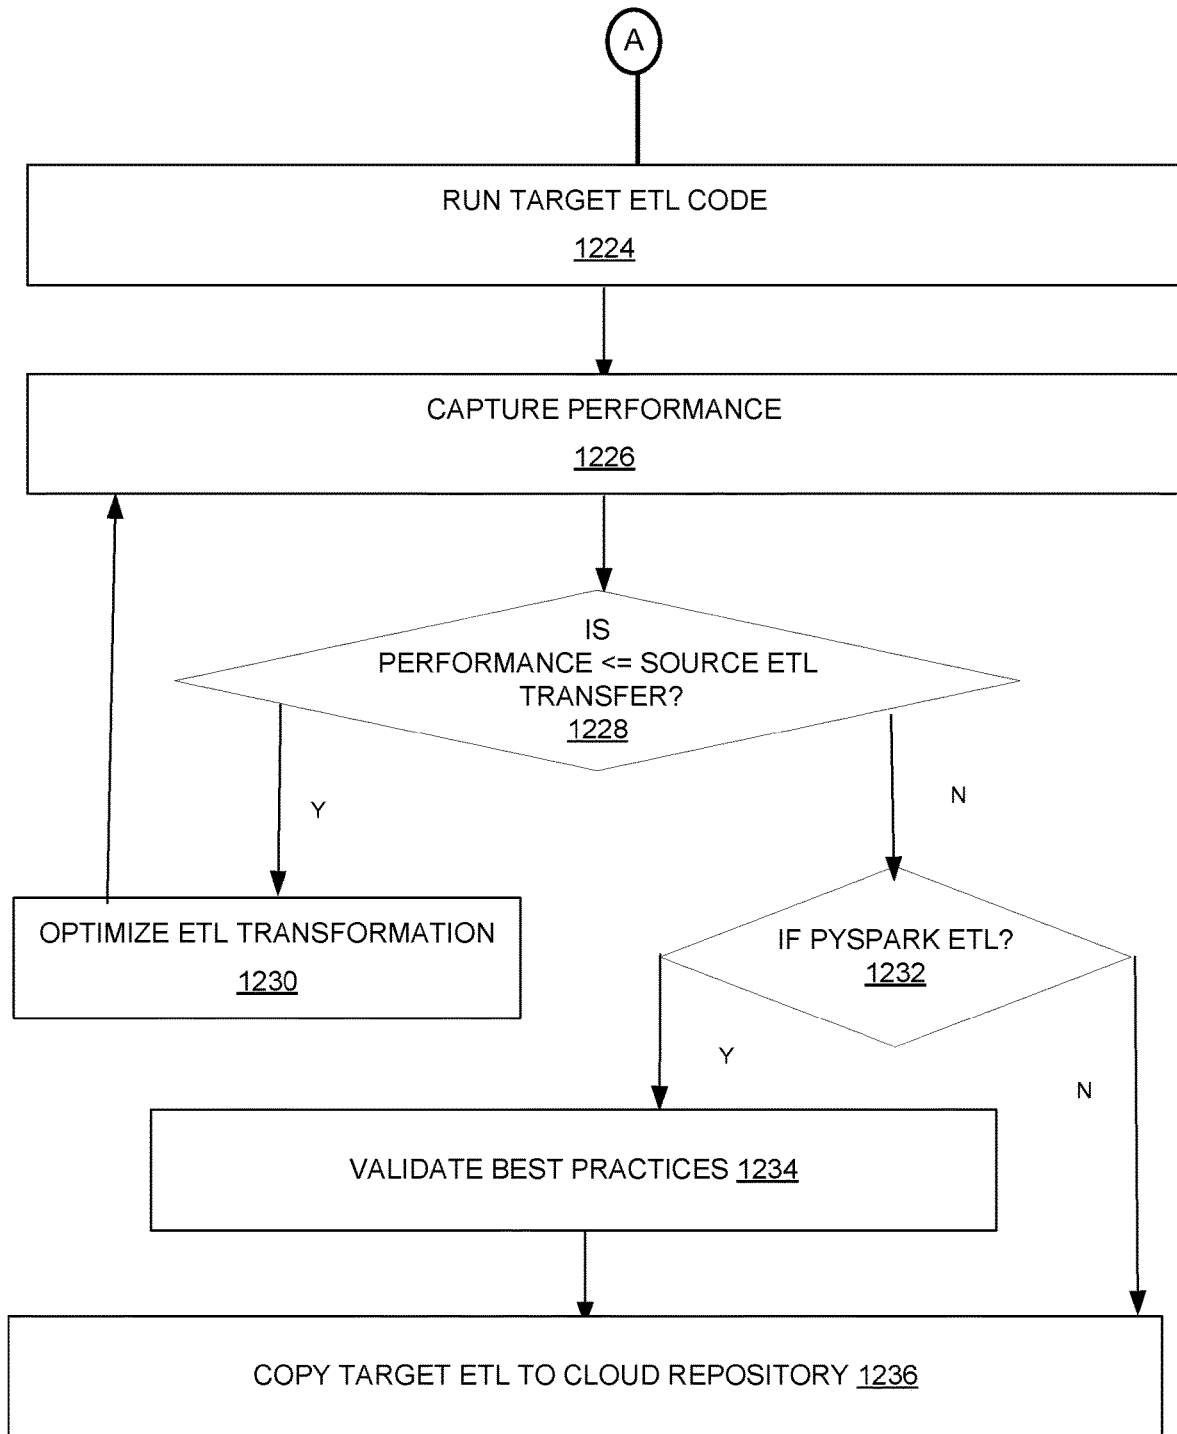 A
RUN TARGET ETL CODE
1224
CAPTURE PERFORMANCE
1226
IS
PERFORMANCE <= SOURCE ETL
TRANSFER?
1228
Y
N
OPTIMIZE ETL TRANSFORMATION
1230
IF PYSPARK ETL?
1232
Y
N
VALIDATE BEST PRACTICES 1234
COPY TARGET ETL TO CLOUD REPOSITORY 1236